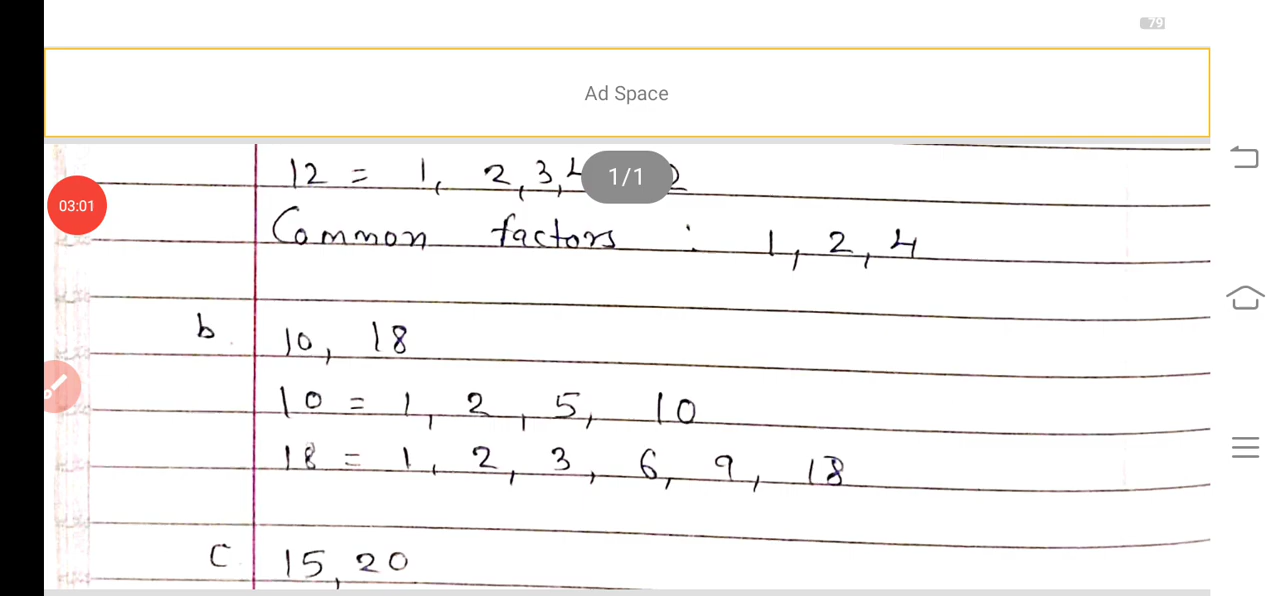 79
Ad Space
12 = 1, 2, 3, 4
1/1
03:01
Common factors : 1, 2, 4
b. 10, 18
10 = 1, 2, 5, 10
18 = 1, 2, 3, 6, 9, 18
C 15, 20